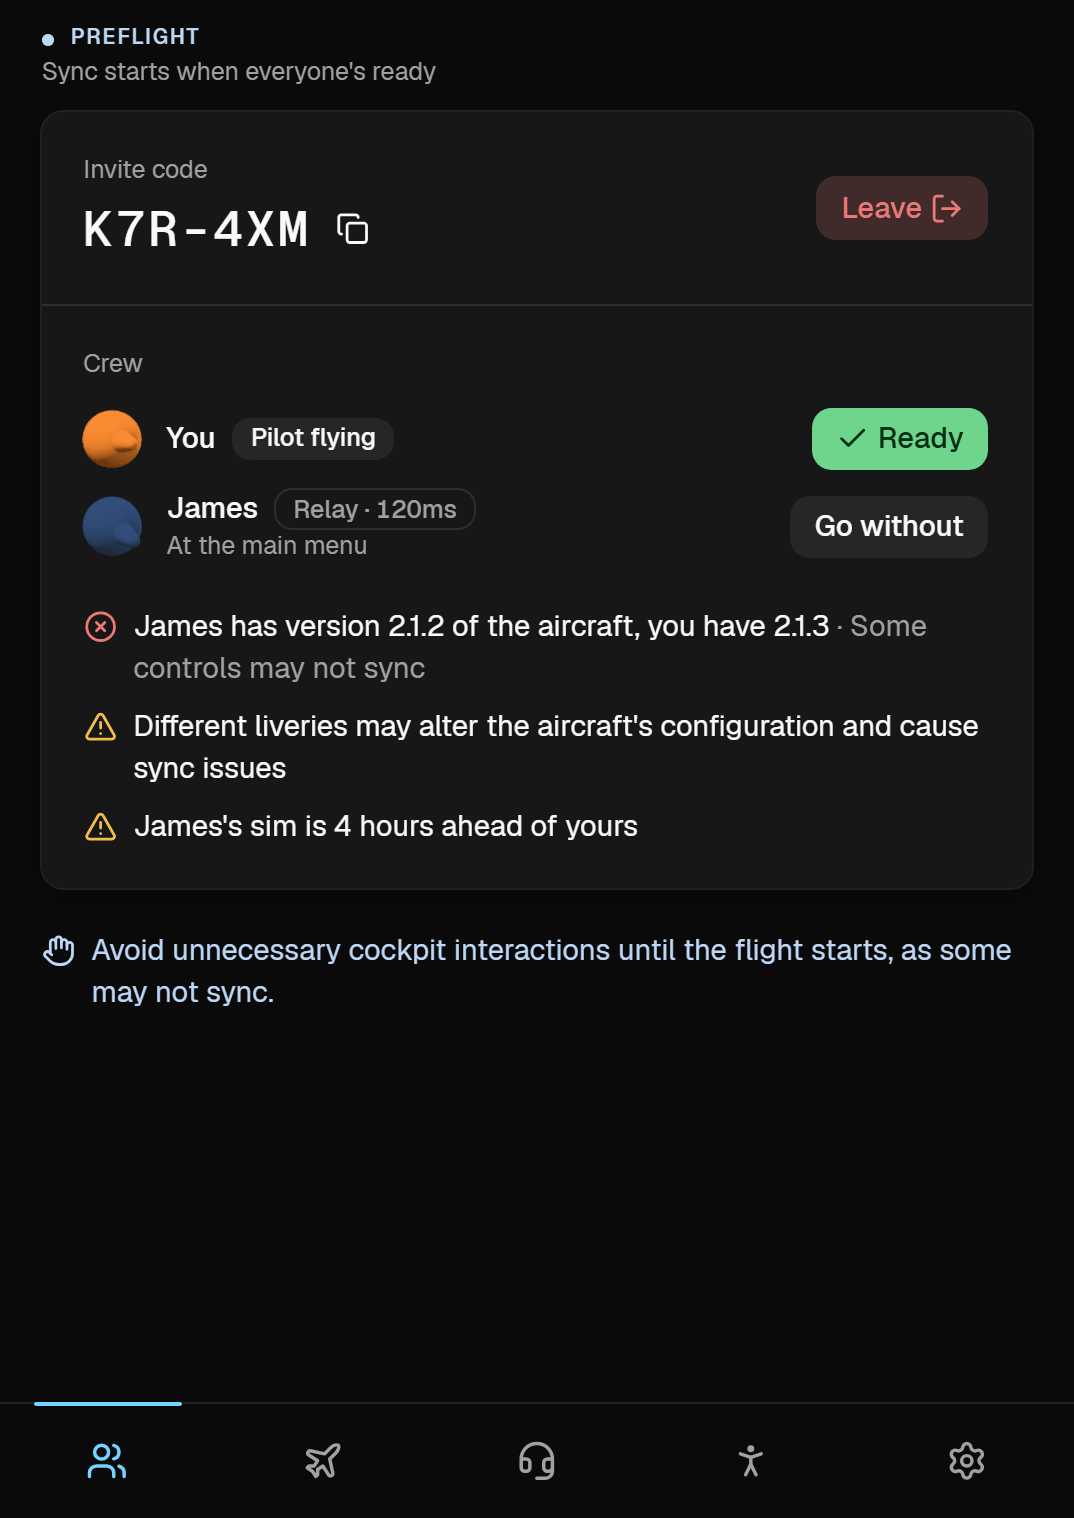 PREFLIGHT
Sync starts when everyone's ready
Invite code
K7R-4XM
Leave
Crew
You
Pilot flying
Ready
James
Relay · 120ms
At the main menu
Go without
James has version 2.1.2 of the aircraft, you have 2.1.3 · Some
controls may not sync
Different liveries may alter the aircraft's configuration and cause
sync issues
James's sim is 4 hours ahead of yours
Avoid unnecessary cockpit interactions until the flight starts, as some
may not sync.